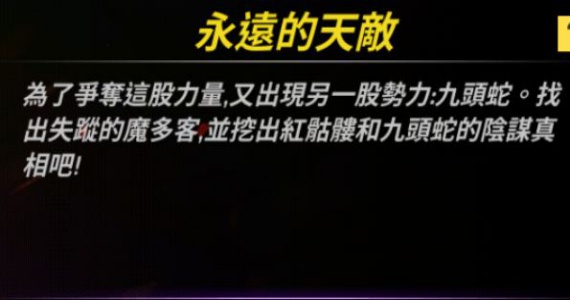 永遠的天敵
為了爭奪這股力量,又出現另一股勢力:九頭蛇。找
出失蹤的魔多客,並挖出紅骷髏和九頭蛇的陰謀真
相吧!